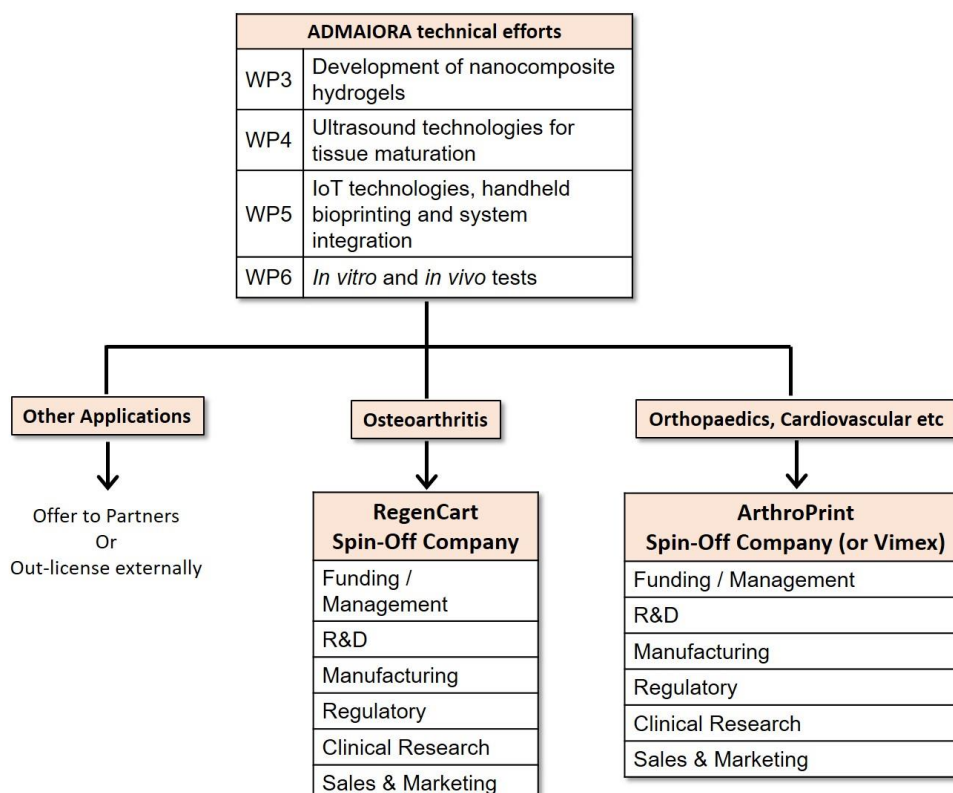 ADMAIORA technical efforts
WP3
Development of nanocomposite
hydrogels
WP4
Ultrasound technologies for
tissue maturation
WP5
IoT technologies, handheld
bioprinting and system
integration
WP6
In vitro and in vivo tests
Other Applications
Osteoarthritis
Orthopaedics, Cardiovascular etc
Offer to Partners
Or
Out-license externally
RegenCart
Spin-Off Company
Funding /
Management
R&D
Manufacturing
Regulatory
Clinical Research
Sales & Marketing
ArthroPrint
Spin-Off Company (or Vimex)
Funding / Management
R&D
Manufacturing
Regulatory
Clinical Research
Sales & Marketing